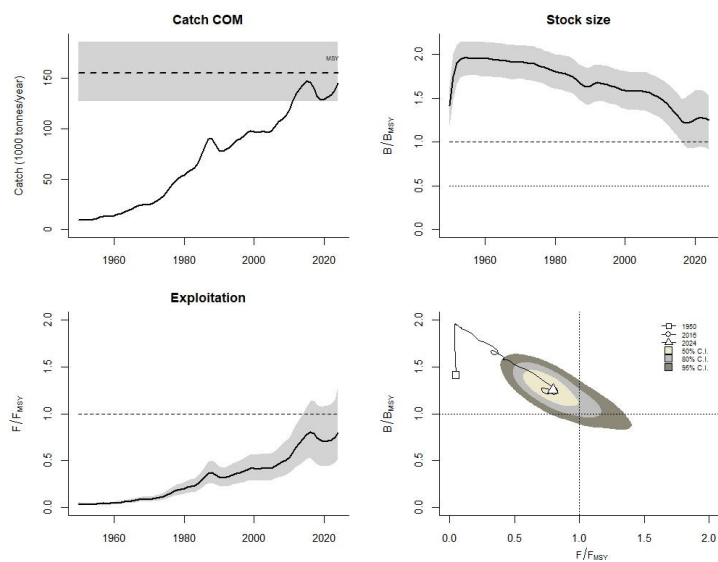 Catch COM
Catch (1000 tonnes/year)
150
100
50
0
MSY
1960 1980 2000 2020
Stock size
B/BMSY
2.0
1.5
1.0
0.5
0.0
1960 1980 2000 2020
Exploitation
F/FMSY
2.0
1.5
1.0
0.5
0.0
1960 1980 2000 2020
B/BMSY
2.0
1.5
1.0
0.5
0.0
1950
2016
2024
50% C.I.
80% C.I.
95% C.I.
0.0 0.5 1.0 1.5 2.0
F/FMSY